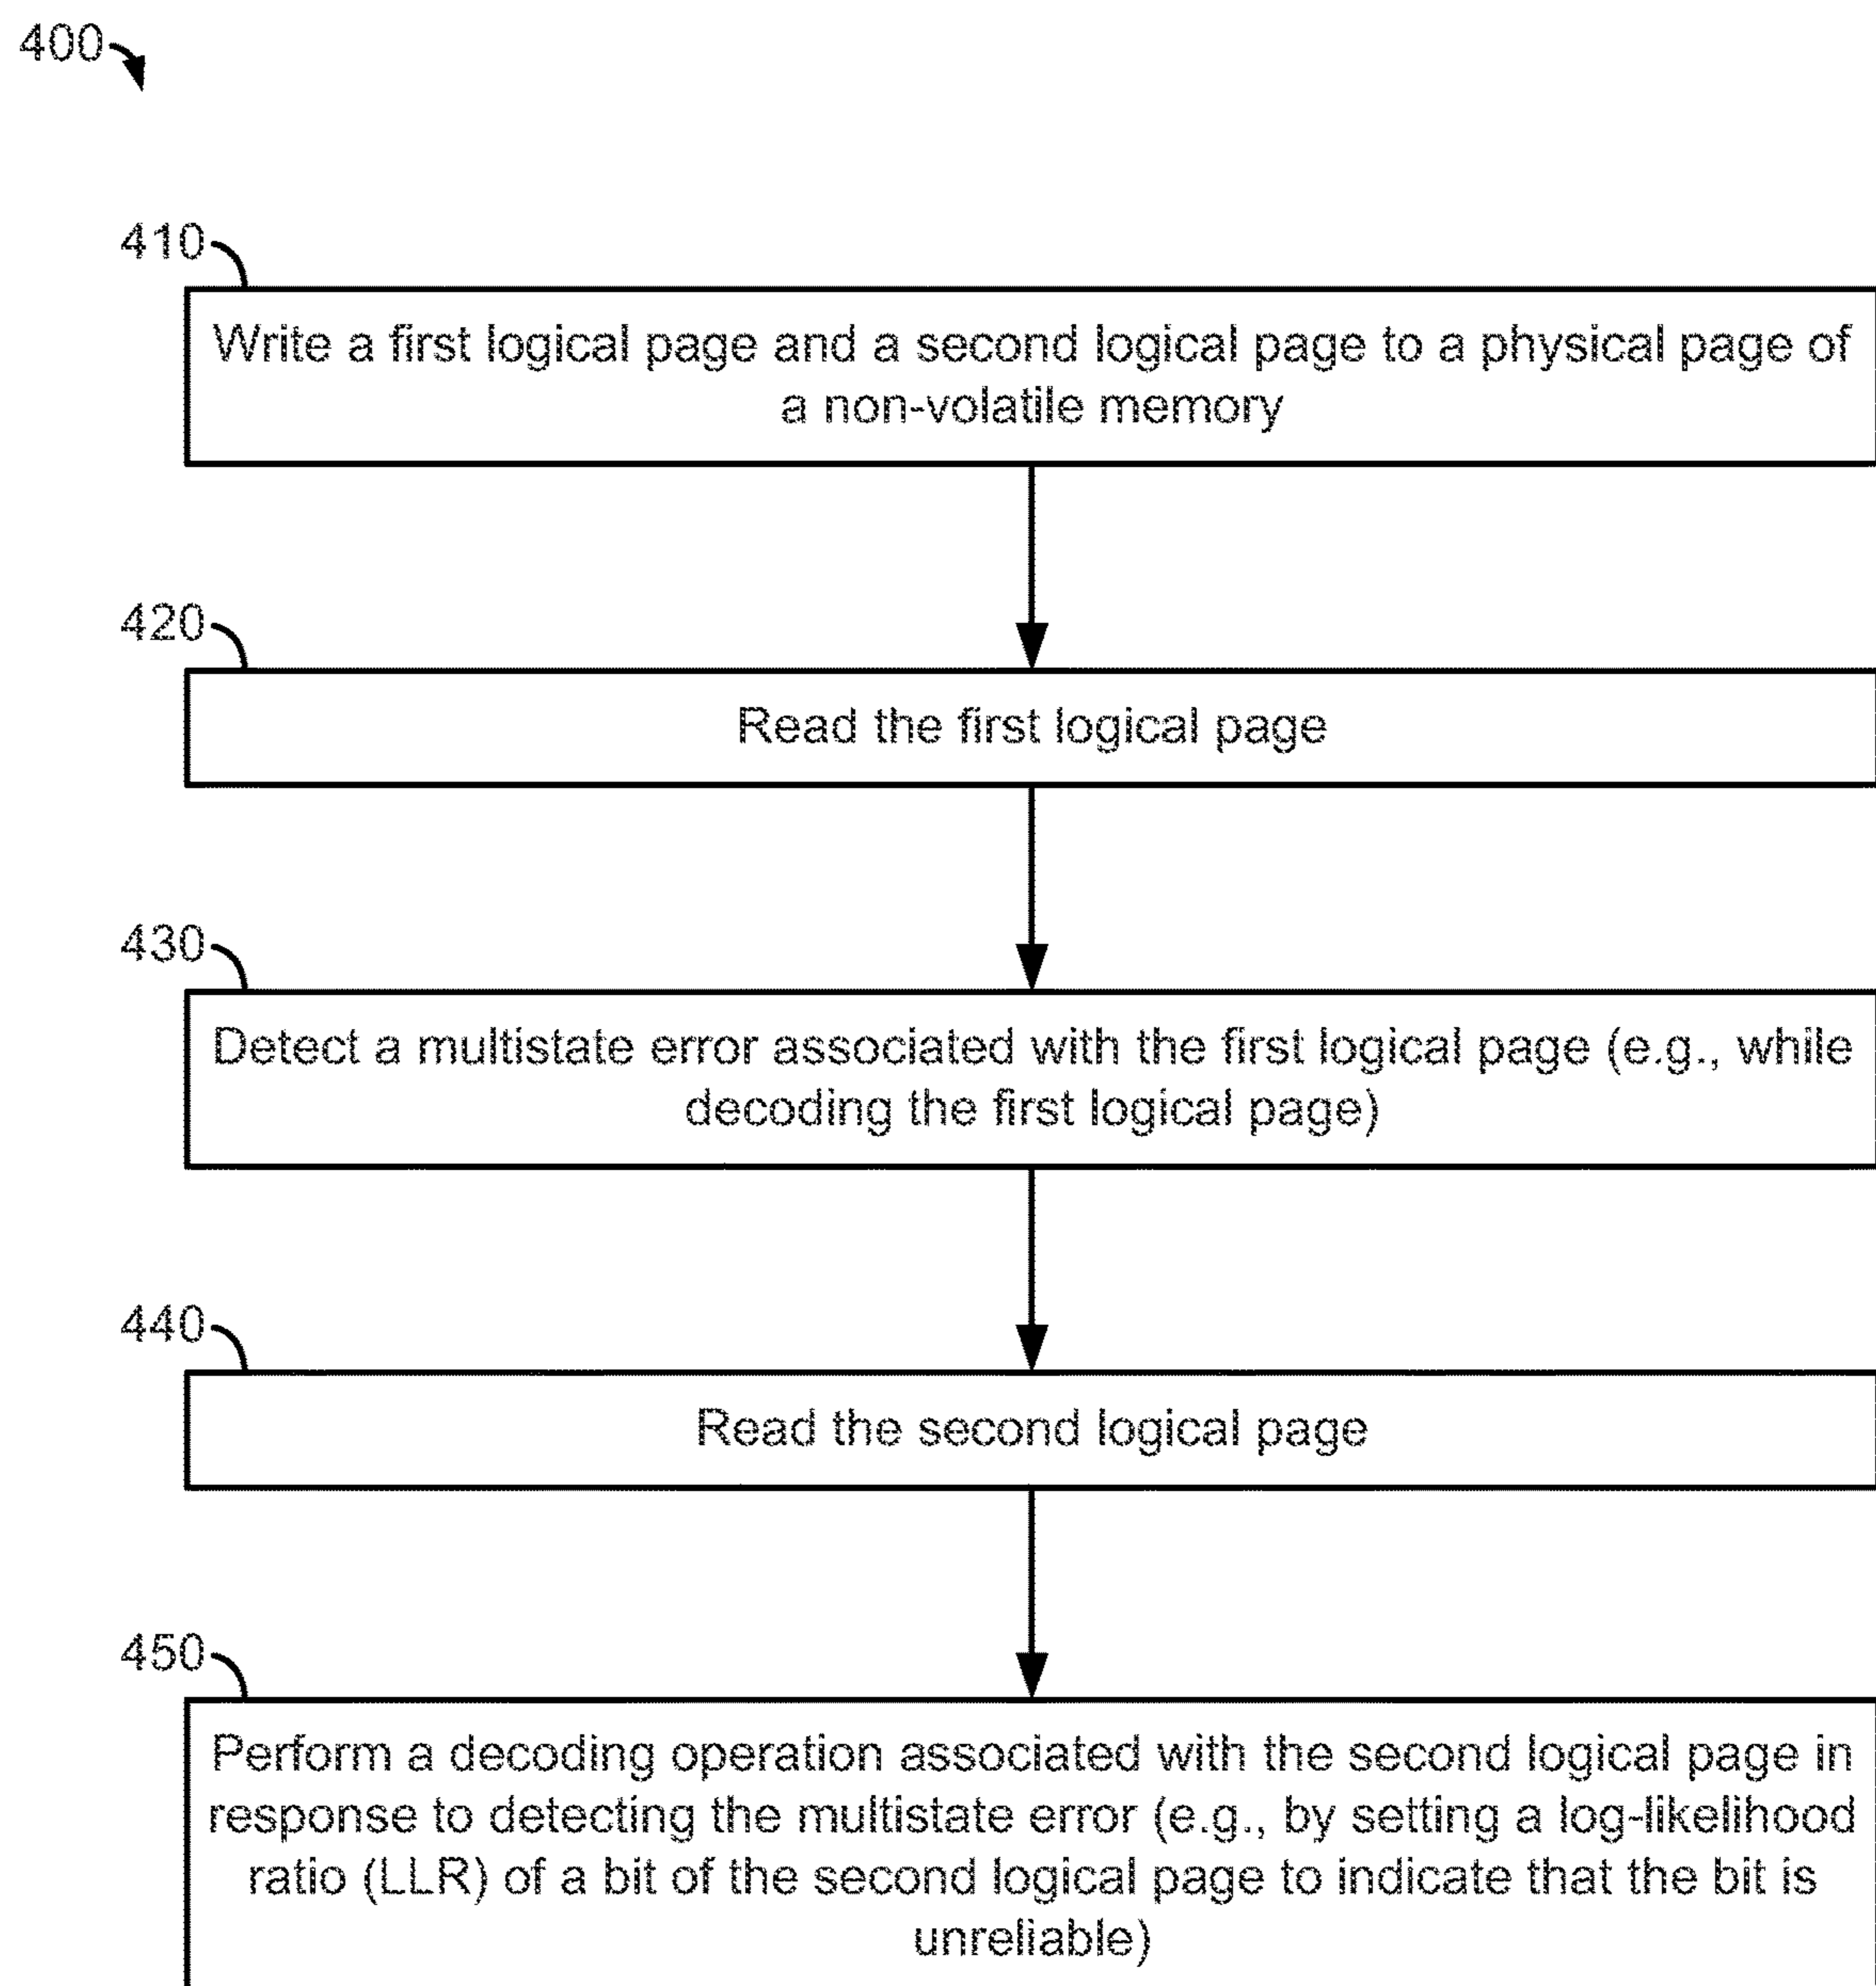 400
410
Write a first logical page and a second logical page to a physical page of
a non-volatile memory
420
Read the first logical page
430
Detect a multistate error associated with the first logical page (e.g., while
decoding the first logical page)
440
Read the second logical page
450
Perform a decoding operation associated with the second logical page in
response to detecting the multistate error (e.g., by setting a log-likelihood
ratio (LLR) of a bit of the second logical page to indicate that the bit is
unreliable)